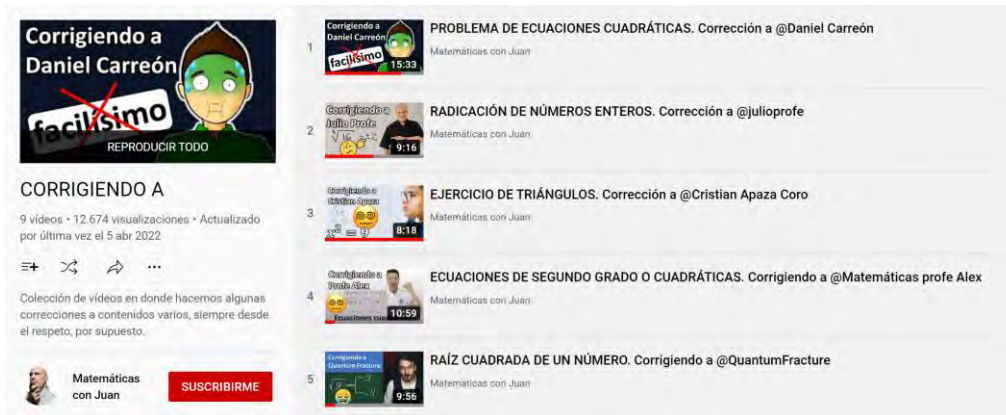 Corrigiendo a
Daniel Carreón
facilísimo
REPRODUCIR TODO
CORRIGIENDO A
9 vídeos • 12.674 visualizaciones • Actualizado
por última vez el 5 abr 2022
Colección de vídeos en donde hacemos algunas
correcciones a contenidos varios, siempre desde
el respeto, por supuesto.
Matemáticas
con Juan
SUSCRIBIRME
1
Corrigiendo a
Daniel Carreón
facilísimo
15:33
PROBLEMA DE ECUACIONES CUADRÁTICAS. Corrección a @Daniel Carreón
Matemáticas con Juan
2
Corrigiendo a
Julio Profe
9:16
RADICACIÓN DE NÚMEROS ENTEROS. Corrección a @julioprofe
Matemáticas con Juan
3
Corrigiendo a
Cristian Apaza
x² = 9
8:18
EJERCICIO DE TRIÁNGULOS. Corrección a @Cristian Apaza Coro
Matemáticas con Juan
4
Corrigiendo a
Profe Alex
10:59
ECUACIONES DE SEGUNDO GRADO O CUADRÁTICAS. Corrigiendo a @Matemáticas profe Alex
Matemáticas con Juan
5
Corrigiendo a
Quantum Fracture
9:56
RAÍZ CUADRADA DE UN NÚMERO. Corrigiendo a @QuantumFracture
Matemáticas con Juan